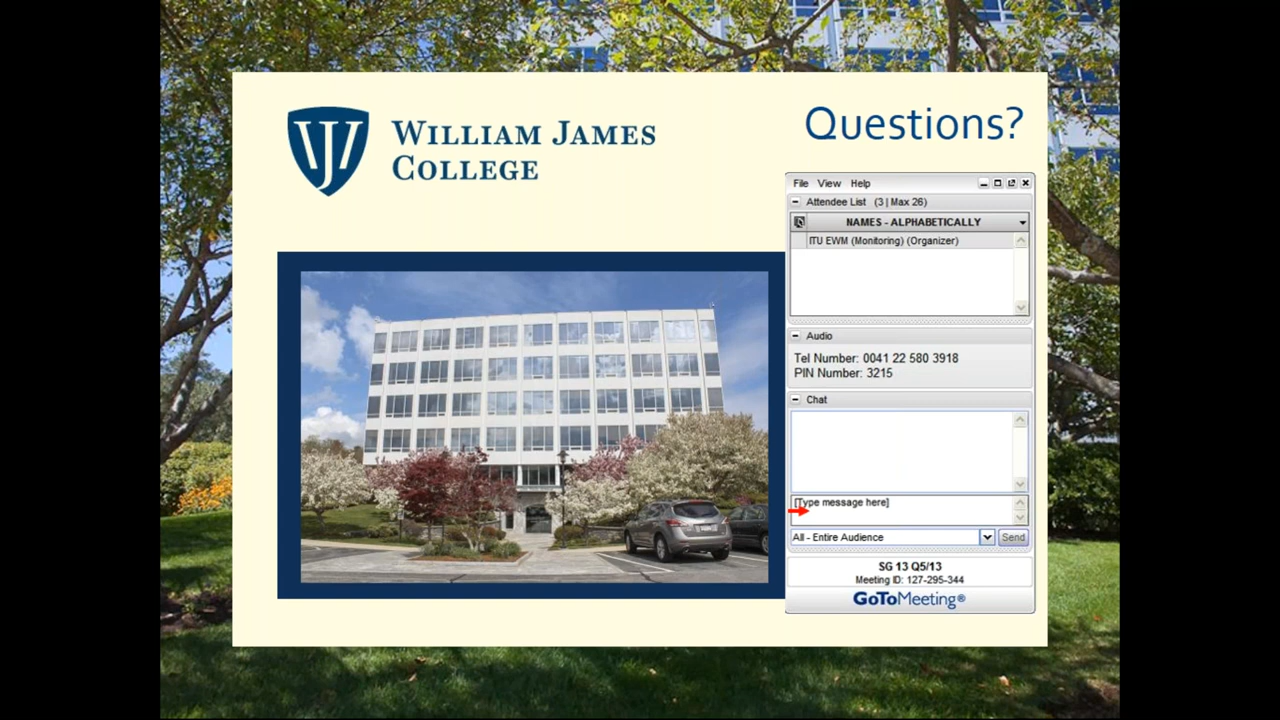 WILLIAM JAMES
COLLEGE
Questions?
File View Help
Attendee List (3 | Max 26)
NAMES - ALPHABETICALLY
ITU EWM (Monitoring) (Organizer)
Audio
Tel Number: 0041 22 580 3918
PIN Number: 3215
Chat
[Type message here]
All - Entire Audience
Send
SG 13 Q5/13
Meeting ID: 127-295-344
GoToMeeting®